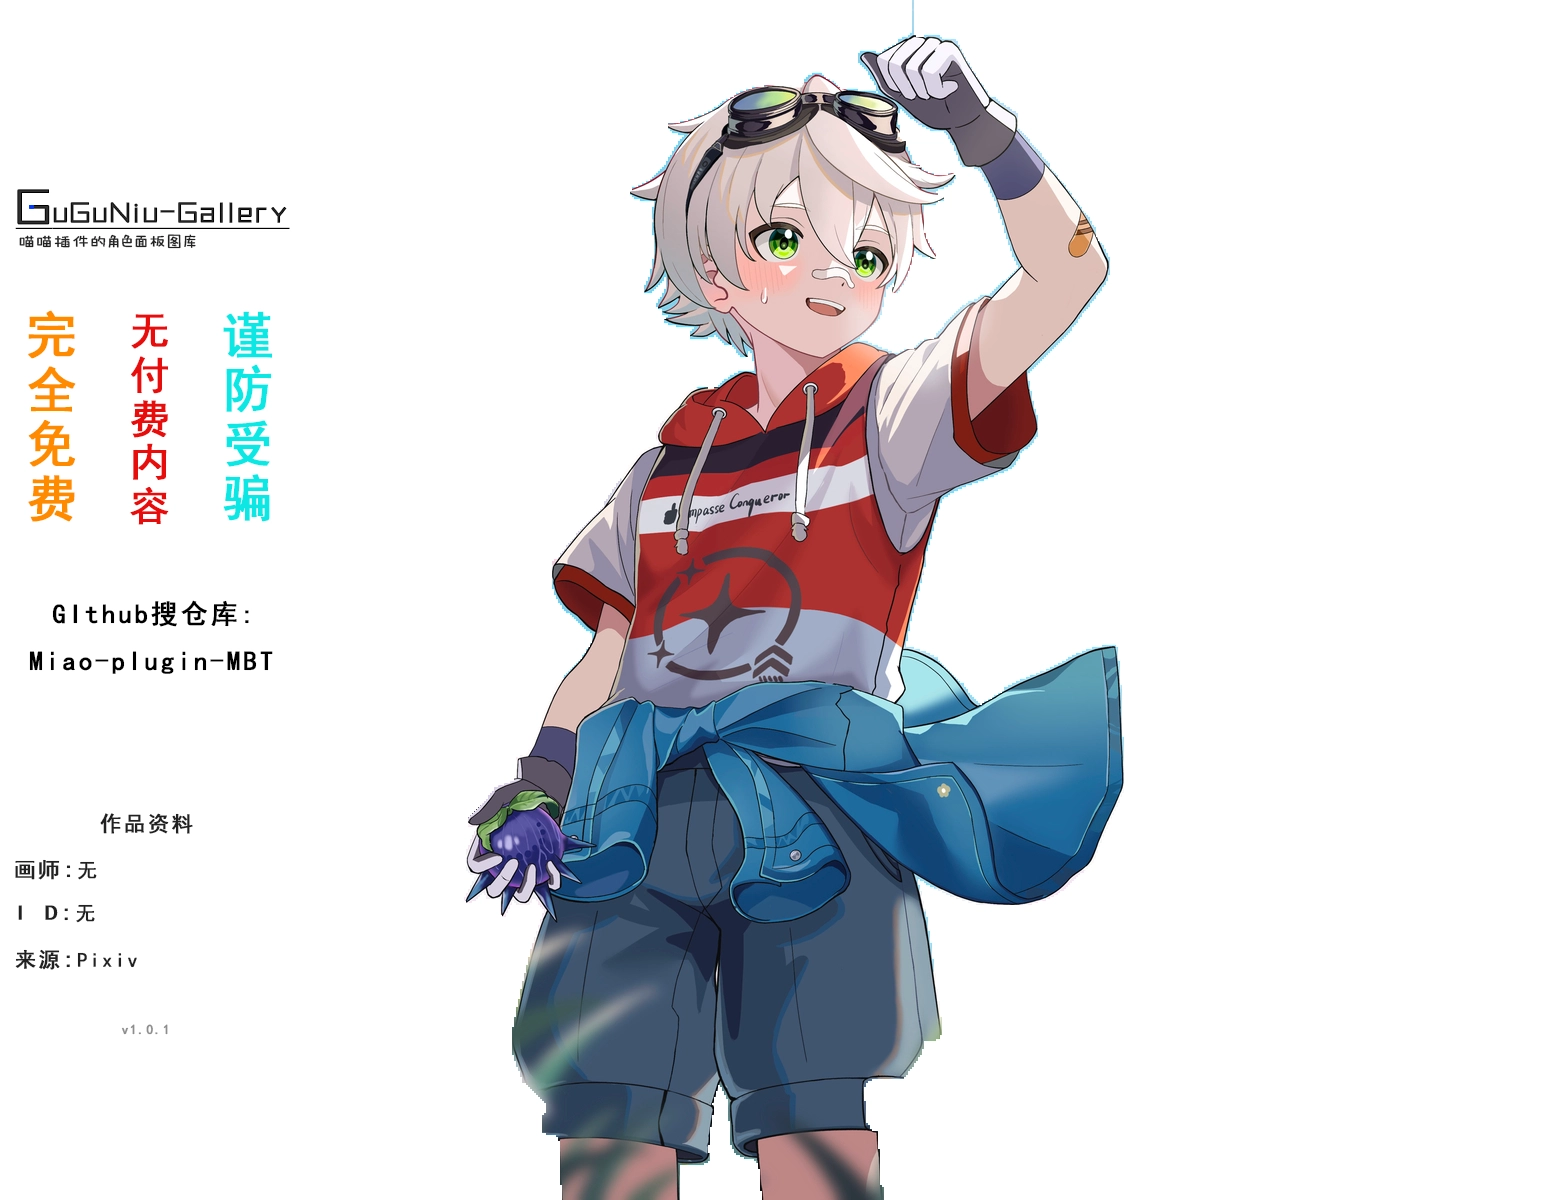 GuGuNiu-Gallery
喵喵插件的角色面板图库
完全免费
无付费内容
谨防受骗
GIthub搜仓库:
Miao-plugin-MBT
作品资料
画师:无
I D:无
来源:Pixiv
v1.0.1
mpasse Conqueror